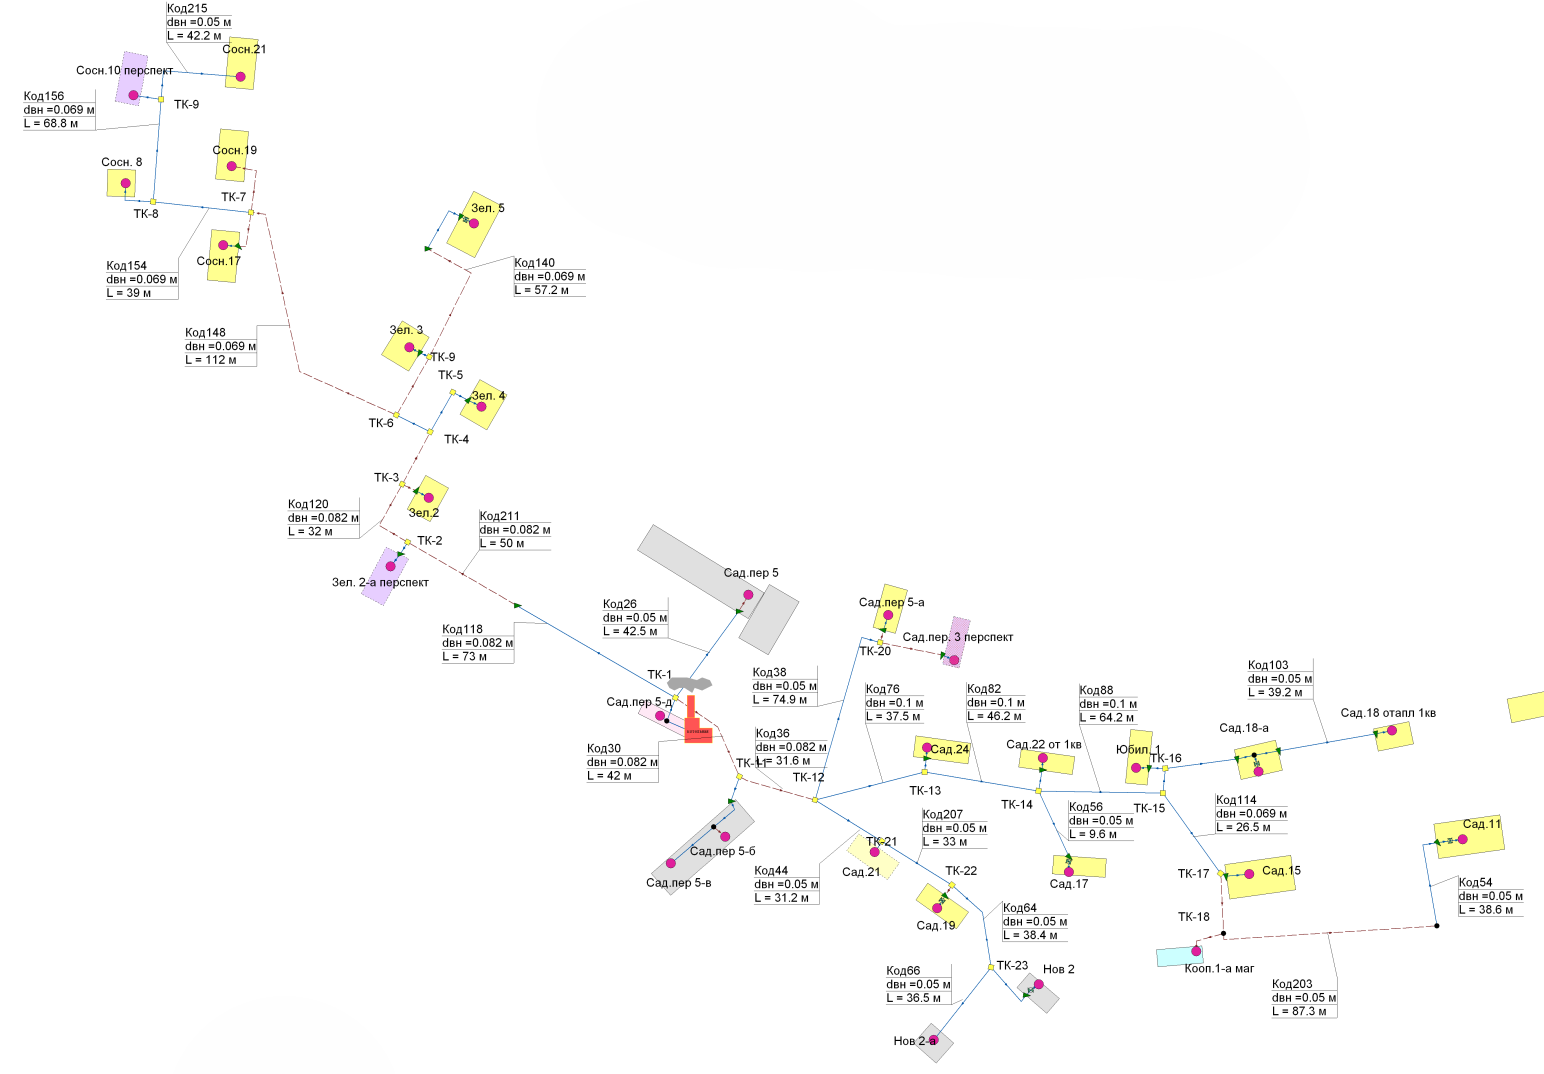 Код215
dвн =0.05 м
L = 42.2 м
Сосн.21
Сосн.10 перспект
Код156
dвн =0.069 м
L = 68.8 м
ТК-9
Сосн.19
Сосн. 8
ТК-7
ТК-8
Сосн.17
Код154
dвн =0.069 м
L = 39 м
Зел. 5
Код140
dвн =0.069 м
L = 57.2 м
Код148
dвн =0.069 м
L = 112 м
Зел. 3
ТК-9
ТК-5
Зел. 4
ТК-6
ТК-4
ТК-3
Зел.2
Код120
dвн =0.082 м
L = 32 м
Код211
dвн =0.082 м
L = 50 м
ТК-2
Зел. 2-а перспект
Сад.пер 5
Код26
dвн =0.05 м
L = 42.5 м
Код118
dвн =0.082 м
L = 73 м
Сад.пер 5-а
Сад.пер. 3 перспект
ТК-20
ТК-1
Код38
dвн =0.05 м
L = 74.9 м
Сад.пер 5-д
Код76
dвн =0.1 м
L = 37.5 м
Код82
dвн =0.1 м
L = 46.2 м
Код88
dвн =0.1 м
L = 64.2 м
Код103
dвн =0.05 м
L = 39.2 м
Сад.18 отапл 1кв
Сад.18-а
Код30
dвн =0.082 м
L = 42 м
Код36
dвн =0.082 м
L = 31.6 м
Сад.24
Сад.22 от 1кв
Юбил. 1
ТК-16
ТК-11
ТК-12
ТК-13
ТК-14
ТК-15
Код56
dвн =0.05 м
L = 9.6 м
Код114
dвн =0.069 м
L = 26.5 м
Код207
dвн =0.05 м
L = 33 м
Сад.11
ТК-21
Сад.21
Сад.пер 5-б
Сад.пер 5-в
Код44
dвн =0.05 м
L = 31.2 м
ТК-22
Сад.17
ТК-17
Сад.15
Код54
dвн =0.05 м
L = 38.6 м
Сад.19
Код64
dвн =0.05 м
L = 38.4 м
ТК-18
Кооп.1-а маг
ТК-23
Нов 2
Код66
dвн =0.05 м
L = 36.5 м
Код203
dвн =0.05 м
L = 87.3 м
Нов 2-а